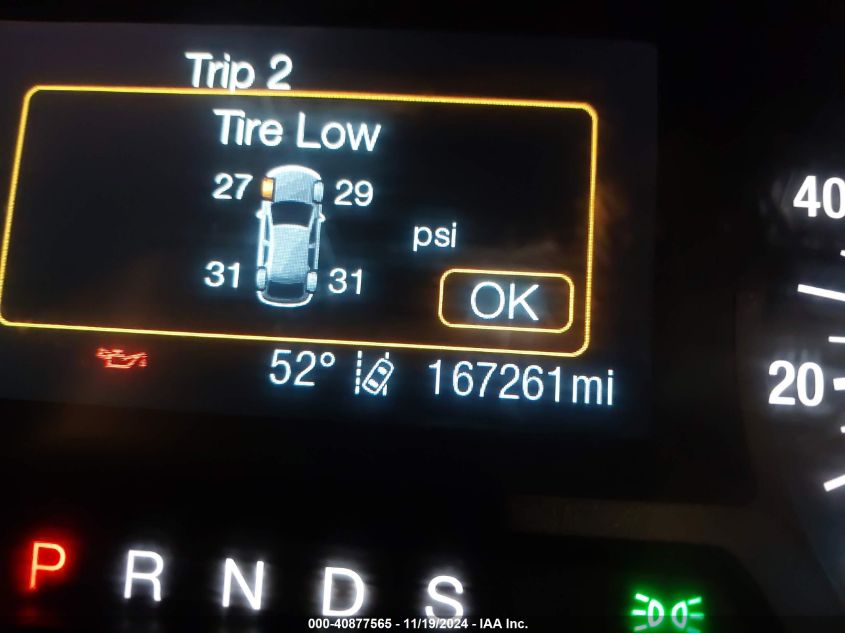 Trip 2
Tire Low
27 29
psi
31 31
OK
52° 167261mi
40
20
P R N D S
000-40877565 - 11/19/2024 - IAA Inc.